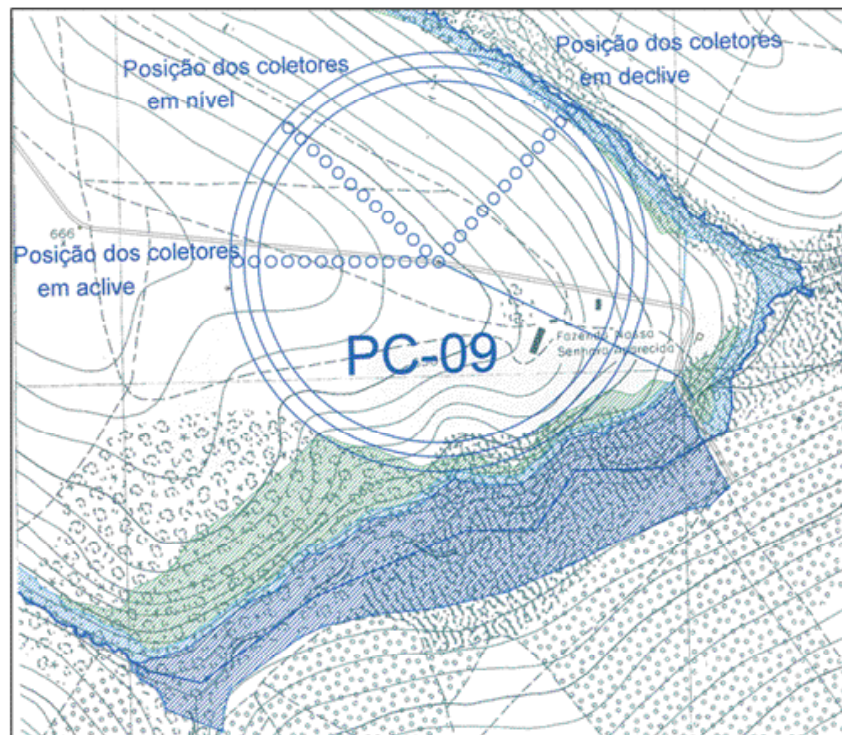 Posição dos coletores
em nível
Posição dos coletores
em declive
666
Posição dos coletores
em aclive
PC-09
Fazenda Nossa
Senhora Aparecida